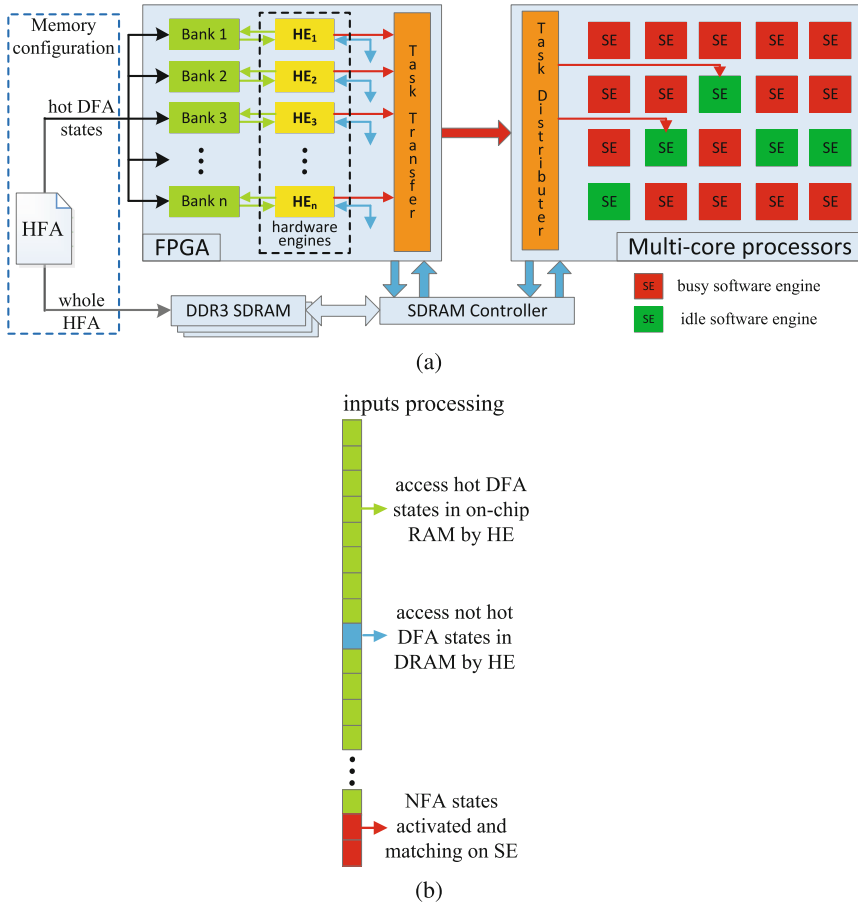 Memory
configuration
hot DFA
states
HFA
whole
HFA
Bank 1
Bank 2
Bank 3
Bank n
HE1
HE2
HE3
HEn
hardware
engines
FPGA
Task Transfer
DDR3 SDRAM
SDRAM Controller
Task Distributer
SE SE SE SE SE
SE SE SE SE SE
SE SE SE SE SE
SE SE SE SE SE
Multi-core processors
SE busy software engine
SE idle software engine
(a)
inputs processing
access hot DFA
states in on-chip
RAM by HE
access not hot
DFA states in
DRAM by HE
NFA states
activated and
matching on SE
(b)